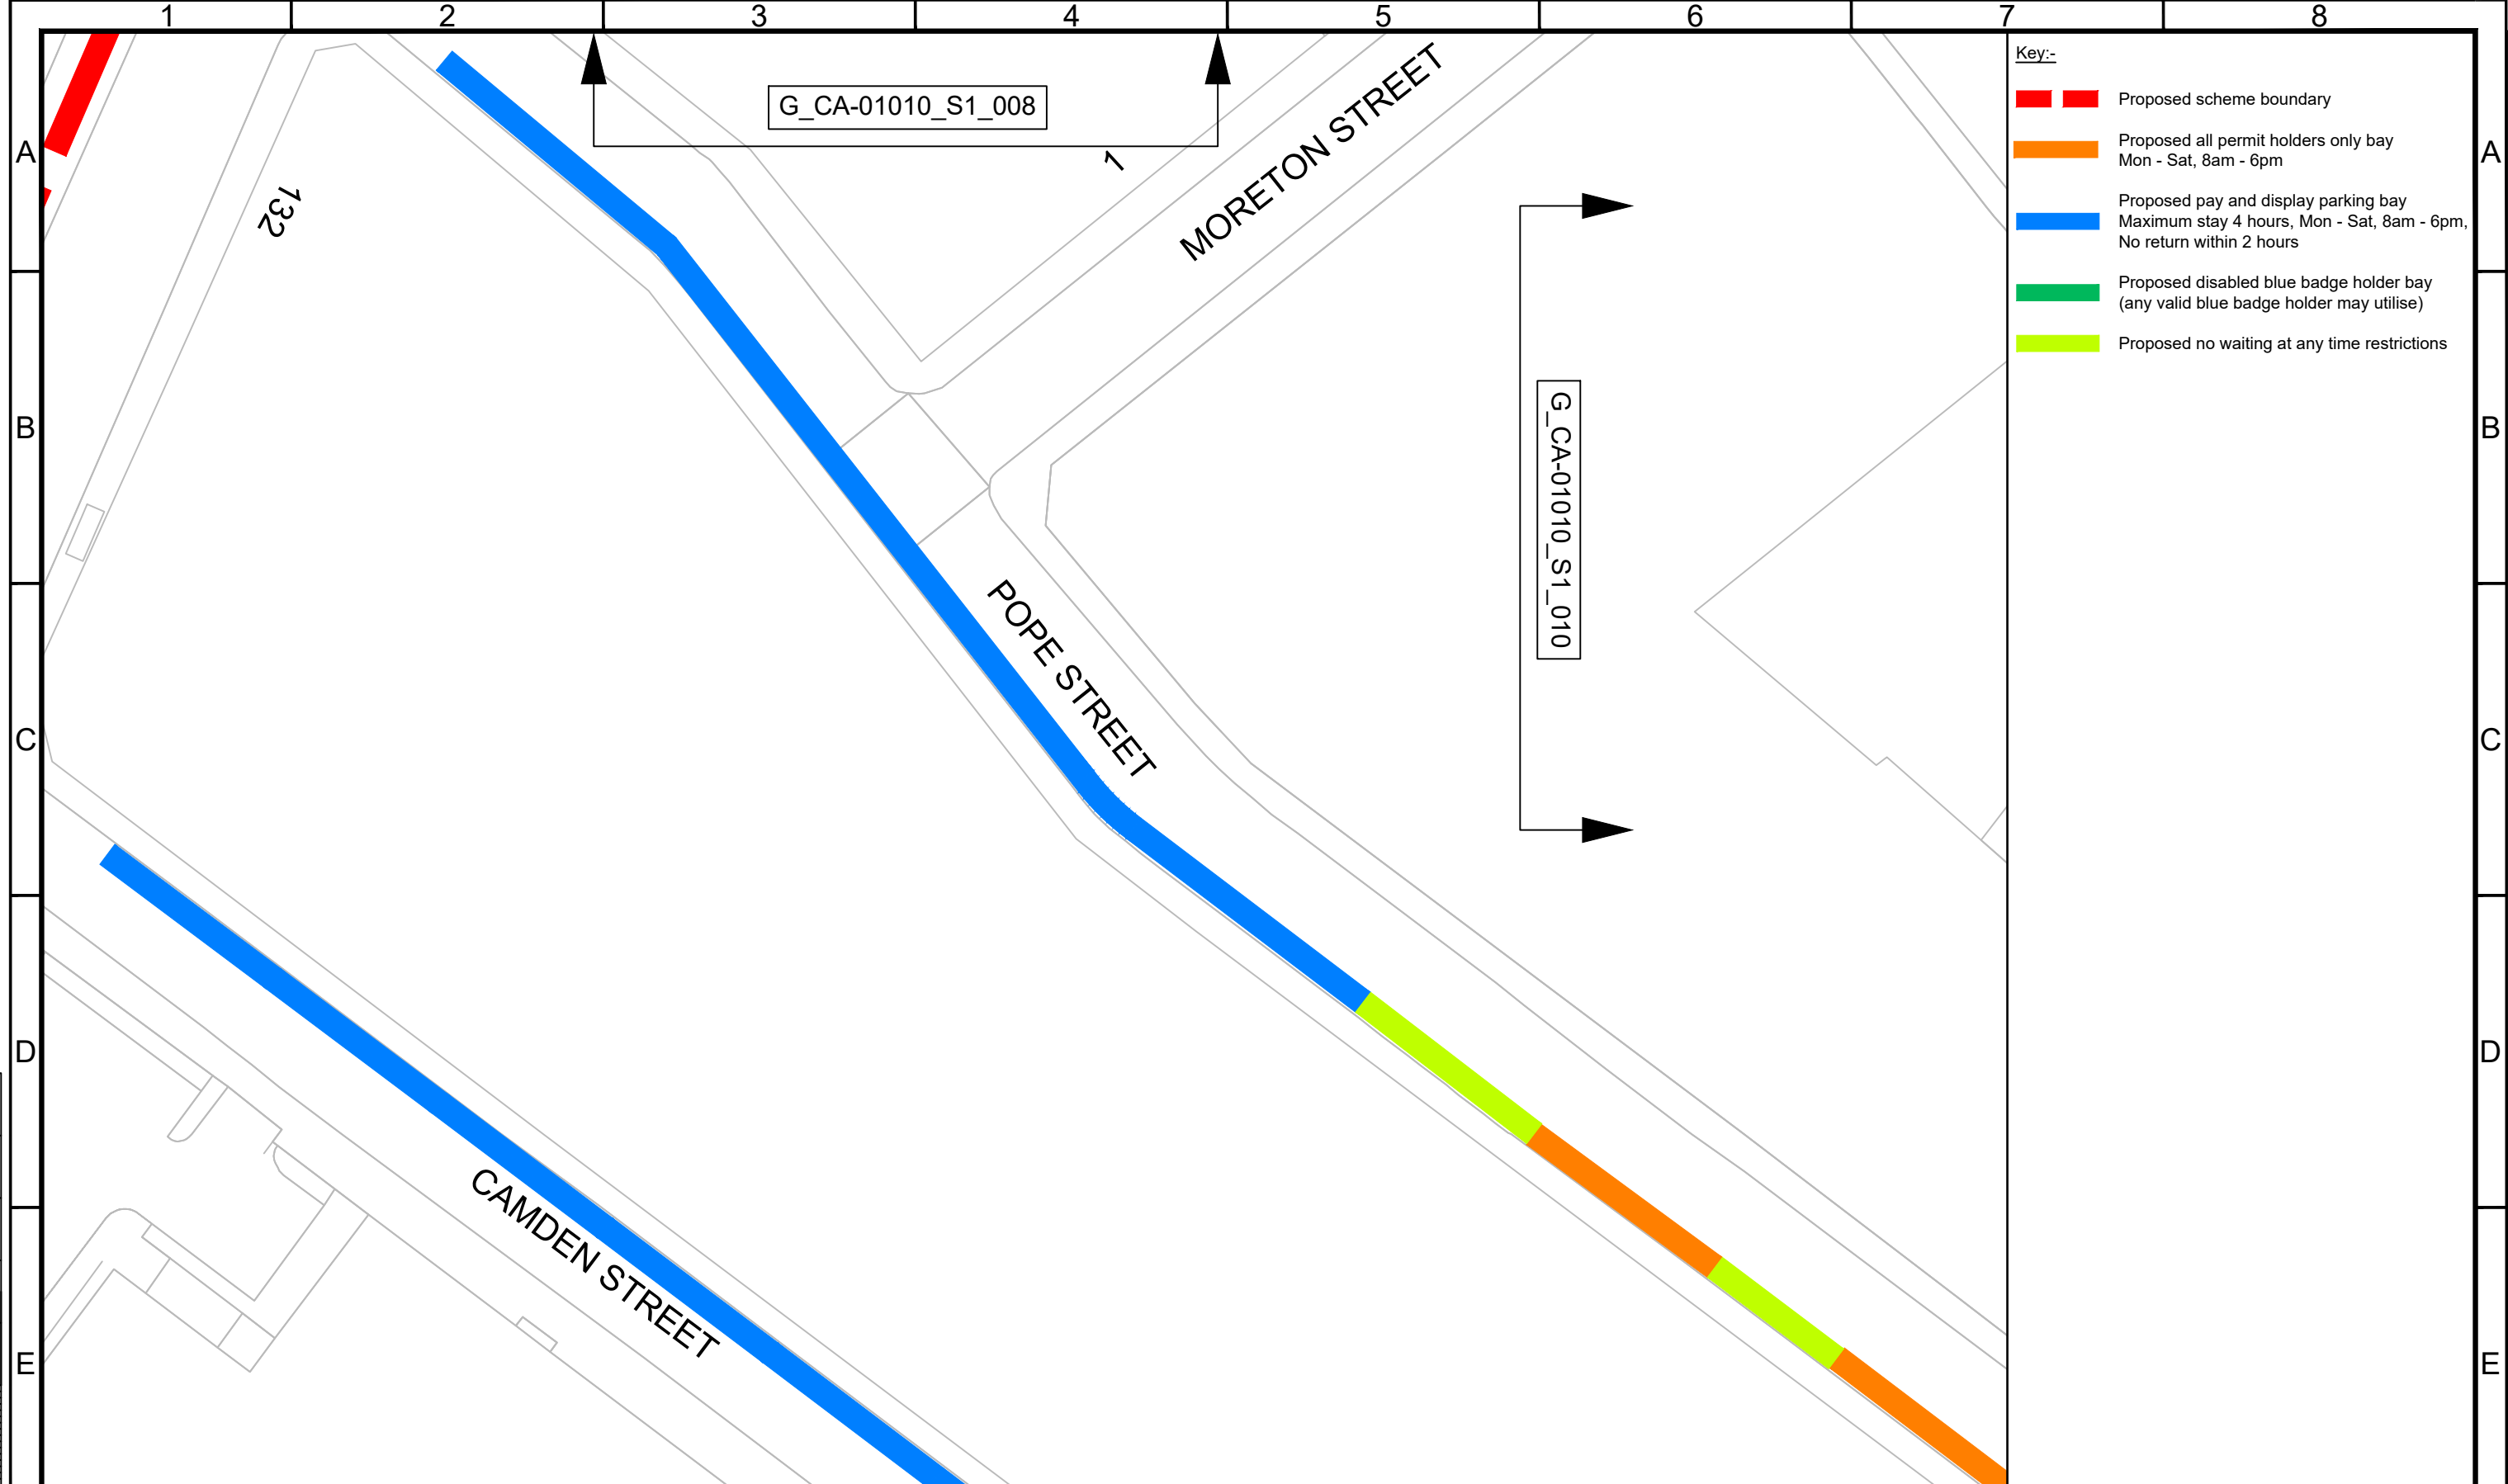 1 2 3 4 5 6 7 8
A
B
C
D
E
A
B
C
D
E
G_CA-01010_S1_008
MORETON STREET
1
132
G_CA-01010_S1_010
POPE STREET
CAMDEN STREET
Key:-
Proposed scheme boundary
Proposed all permit holders only bay
Mon - Sat, 8am - 6pm
Proposed pay and display parking bay
Maximum stay 4 hours, Mon - Sat, 8am - 6pm,
No return within 2 hours
Proposed disabled blue badge holder bay
(any valid blue badge holder may utilise)
Proposed no waiting at any time restrictions